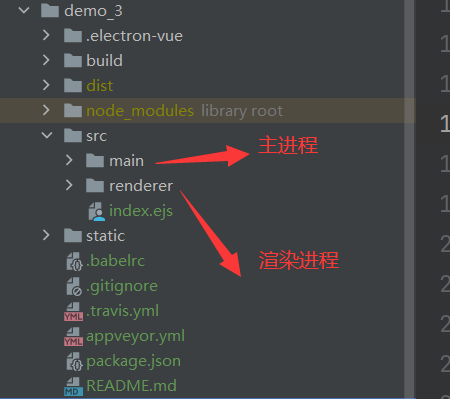 demo_3
.electron-vue
build
dist
node_modules library root
src
main
主进程
renderer
index.ejs
渲染进程
static
.babelrc
.gitignore
.travis.yml
appveyor.yml
package.json
README.md